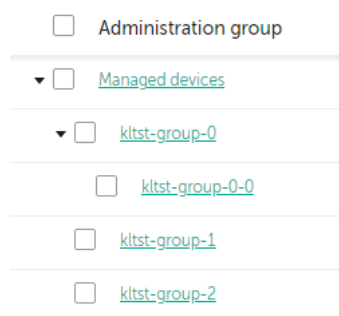 Administration group
Managed devices
kltst-group-0
kltst-group-0-0
kltst-group-1
kltst-group-2